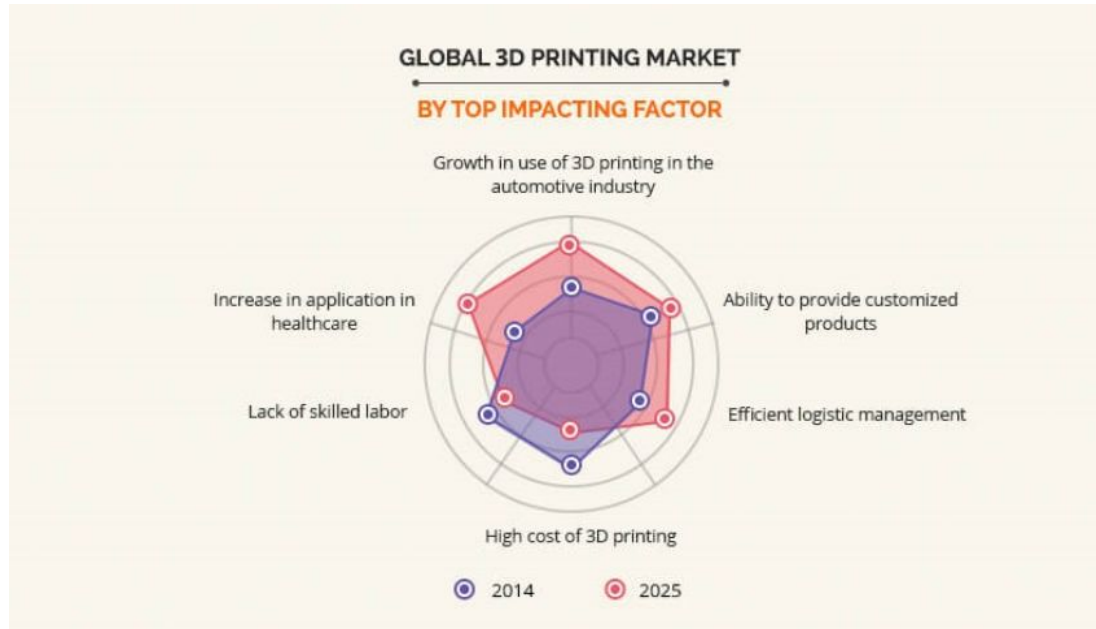 GLOBAL 3D PRINTING MARKET
BY TOP IMPACTING FACTOR
Growth in use of 3D printing in the
automotive industry
Increase in application in
healthcare
Ability to provide customized
products
Lack of skilled labor
Efficient logistic management
High cost of 3D printing
2014
2025